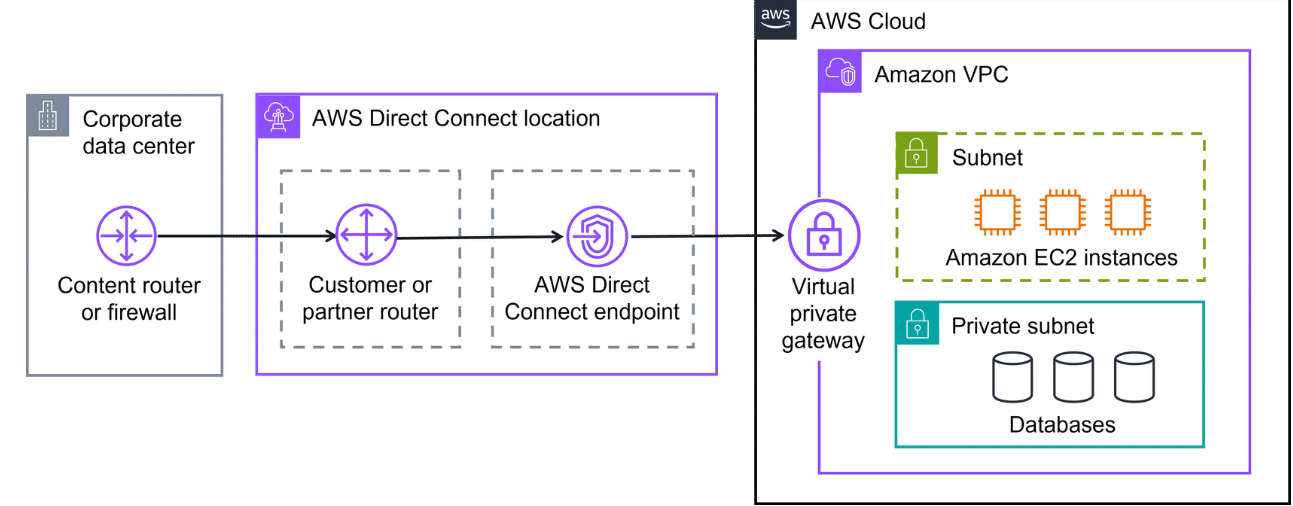 aws
AWS Cloud
Amazon VPC
Corporate
data center
AWS Direct Connect location
Subnet
Content router
or firewall
Customer or
partner router
AWS Direct
Connect endpoint
Virtual
private
gateway
Amazon EC2 instances
Private subnet
Databases